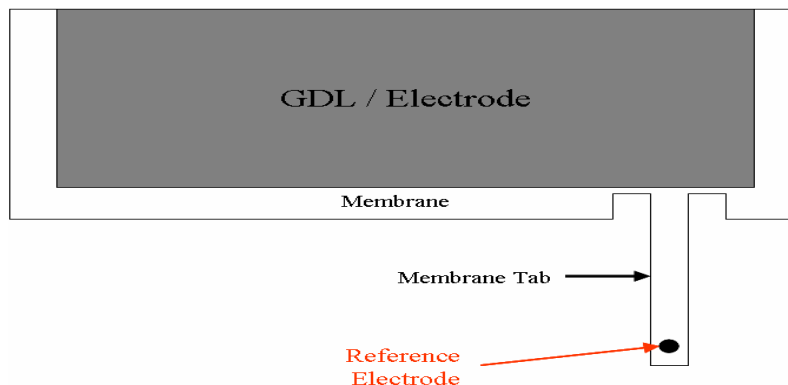 GDL / Electrode
Membrane
Membrane Tab
Reference
Electrode